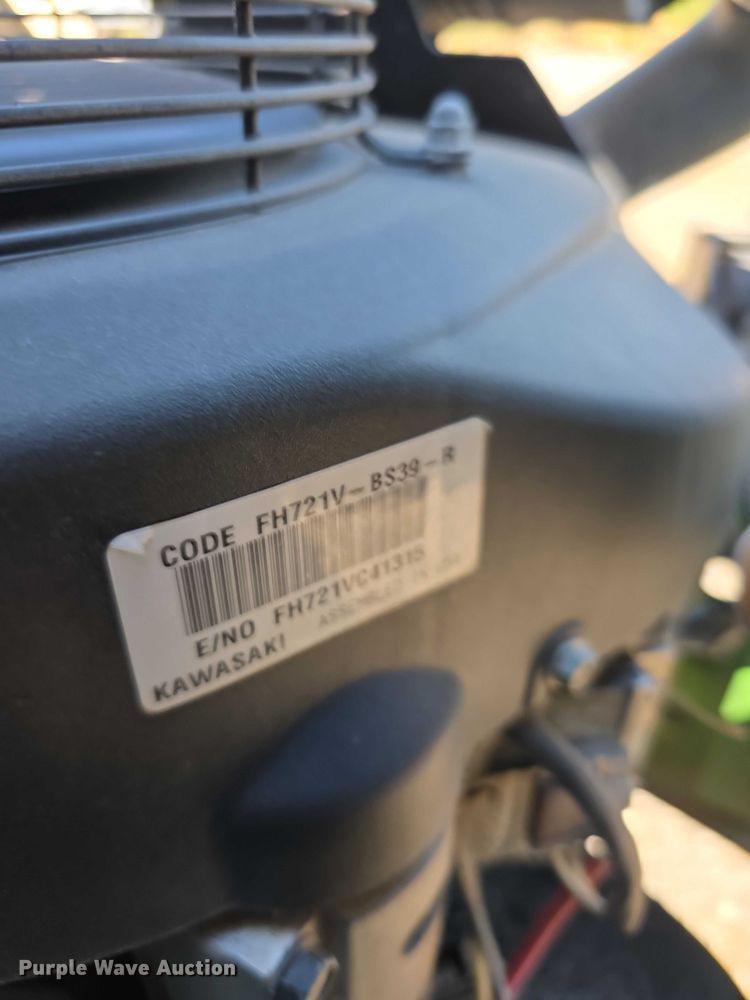 CODE FH721V-BS39-R
E/NO FH721VC41315
KAWASAKI ASSEMBLED IN USA
Purple Wave Auction